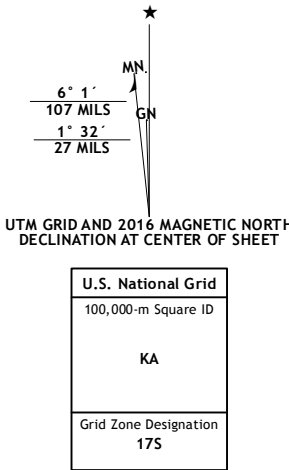 MN.
6° 1´
107 MILS
GN
1° 32´
27 MILS
UTM GRID AND 2016 MAGNETIC NORTH
DECLINATION AT CENTER OF SHEET
U.S. National Grid
100,000-m Square ID
KA
Grid Zone Designation
17S